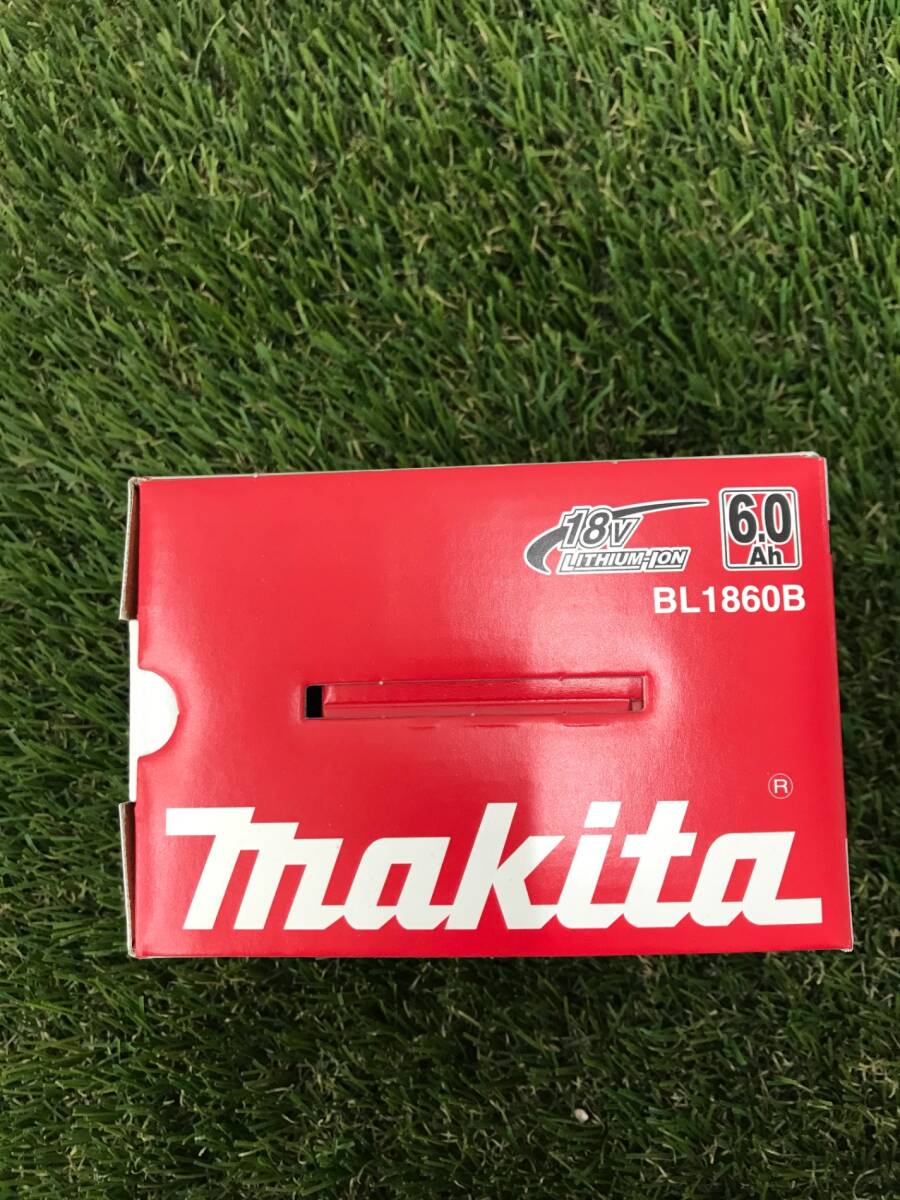 18V
LITHIUM-ION
6.0
Ah
BL1860B
makita ®